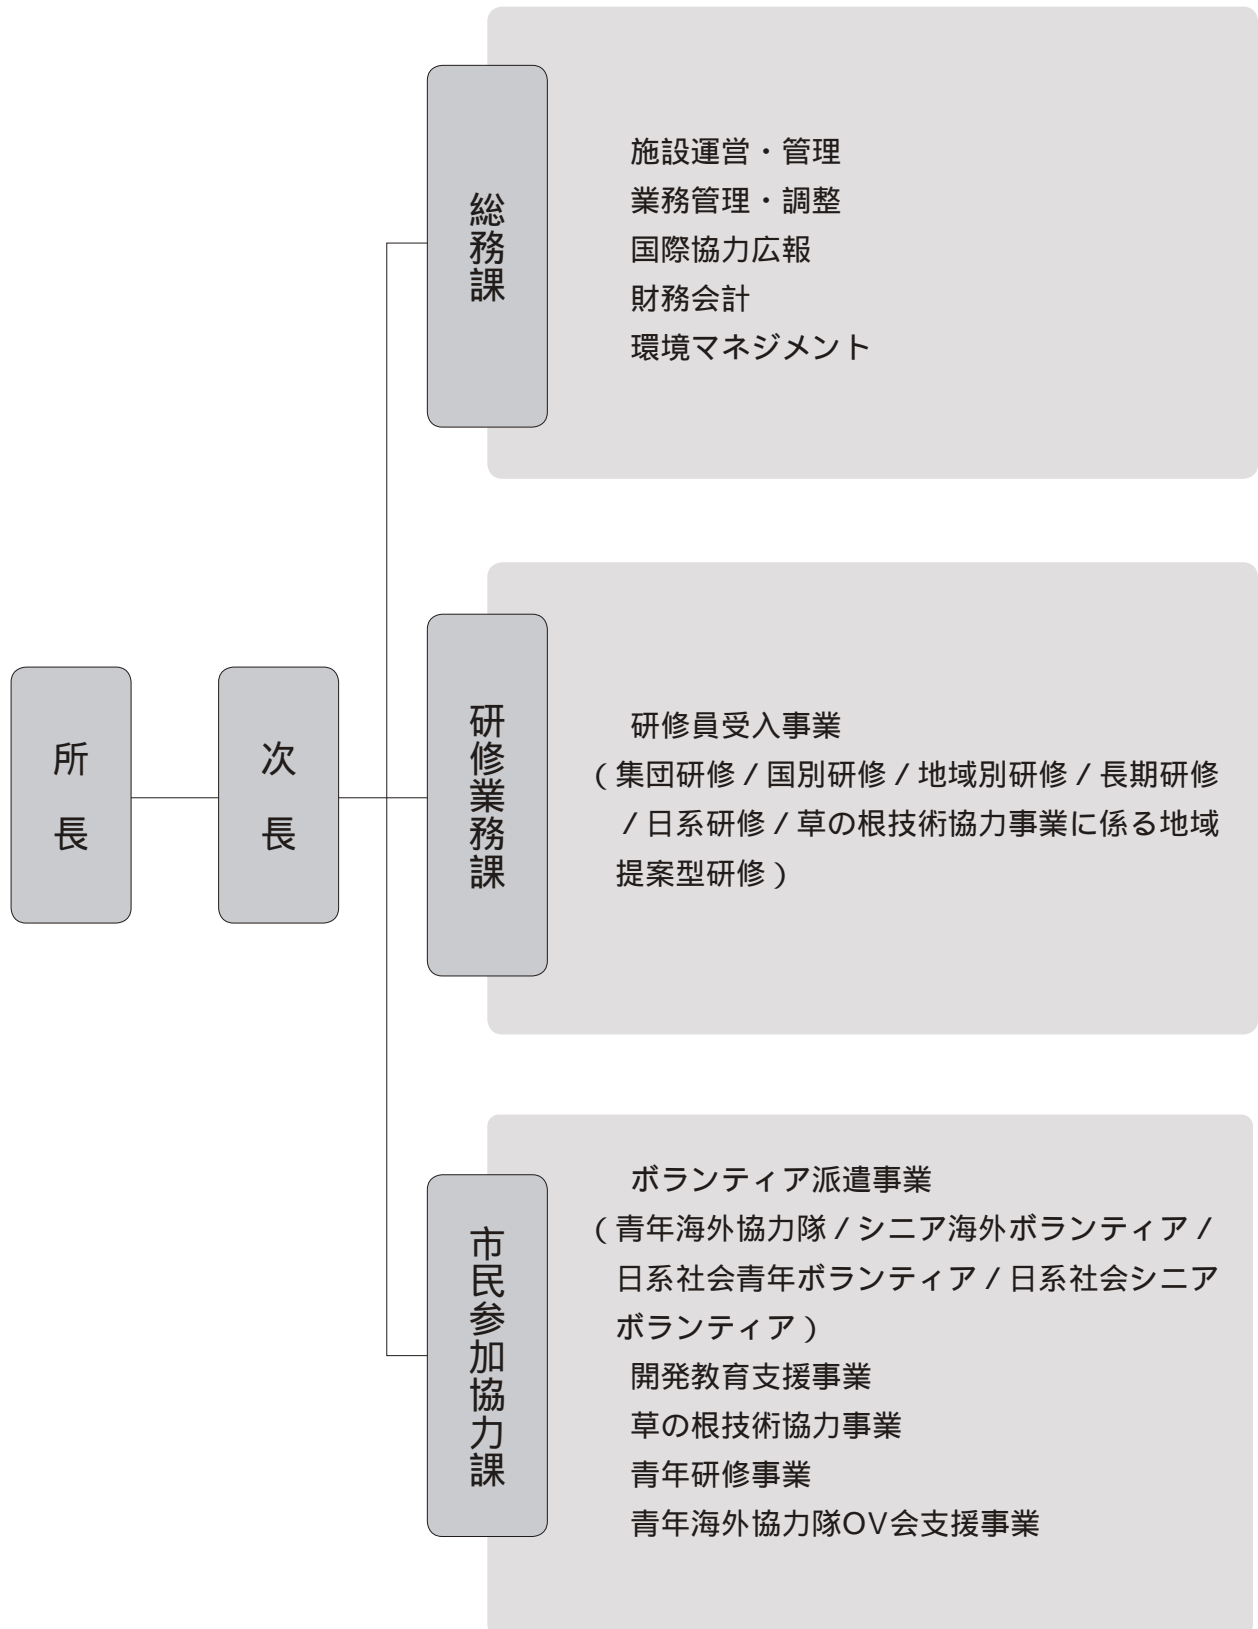 総務課
施設運営・管理
業務管理・調整
国際協力広報
財務会計
環境マネジメント
所長
次長
研修業務課
研修員受入事業
(集団研修/国別研修/地域別研修/長期研修
/日系研修/草の根技術協力事業に係る地域
提案型研修)
市民参加協力課
ボランティア派遣事業
(青年海外協力隊/シニア海外ボランティア/
日系社会青年ボランティア/日系社会シニア
ボランティア)
開発教育支援事業
草の根技術協力事業
青年研修事業
青年海外協力隊OV会支援事業